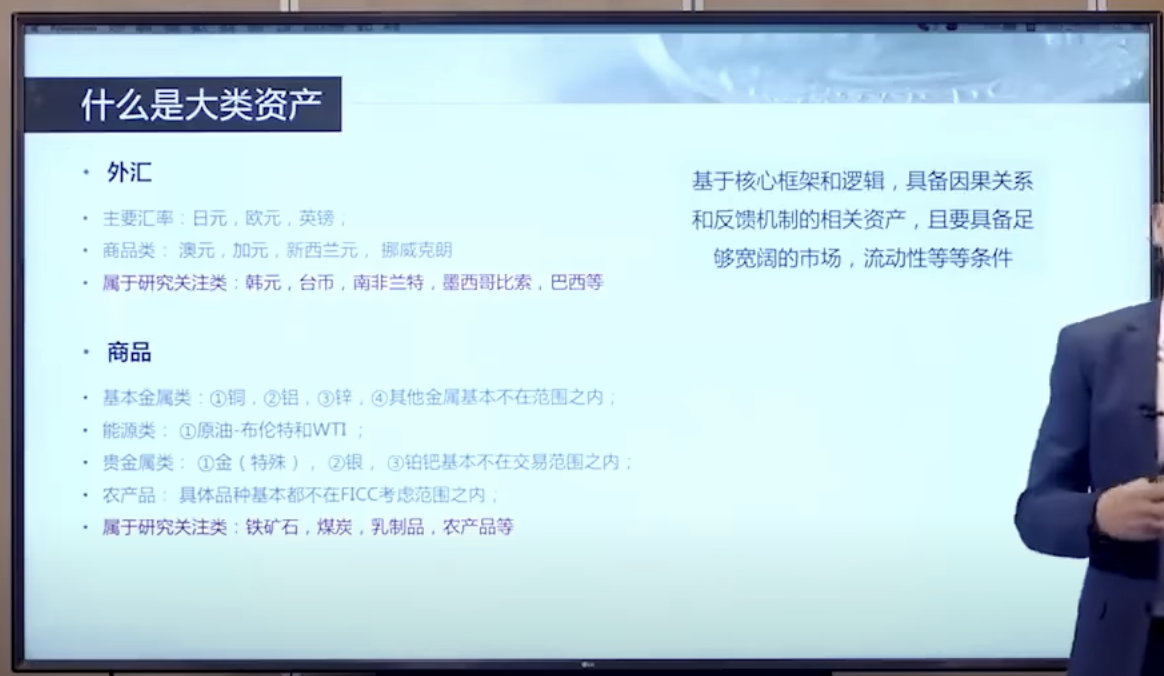 什么是大类资产
• 外汇
• 主要汇率：日元，欧元，英镑；
• 商品类： 澳元，加元，新西兰元， 挪威克朗
• 属于研究关注类：韩元，台币，南非兰特，墨西哥比索，巴西等
• 商品
• 基本金属类：①铜，②铝，③锌，④其他金属基本不在范围之内；
• 能源类： ①原油-布伦特和WTI ；
• 贵金属类： ①金（特殊）， ②银， ③铂钯基本不在交易范围之内；
• 农产品： 具体品种基本都不在FICC考虑范围之内；
• 属于研究关注类：铁矿石，煤炭，乳制品，农产品等
基于核心框架和逻辑，具备因果关系
和反馈机制的相关资产，且要具备足
够宽阔的市场，流动性等等条件
LG